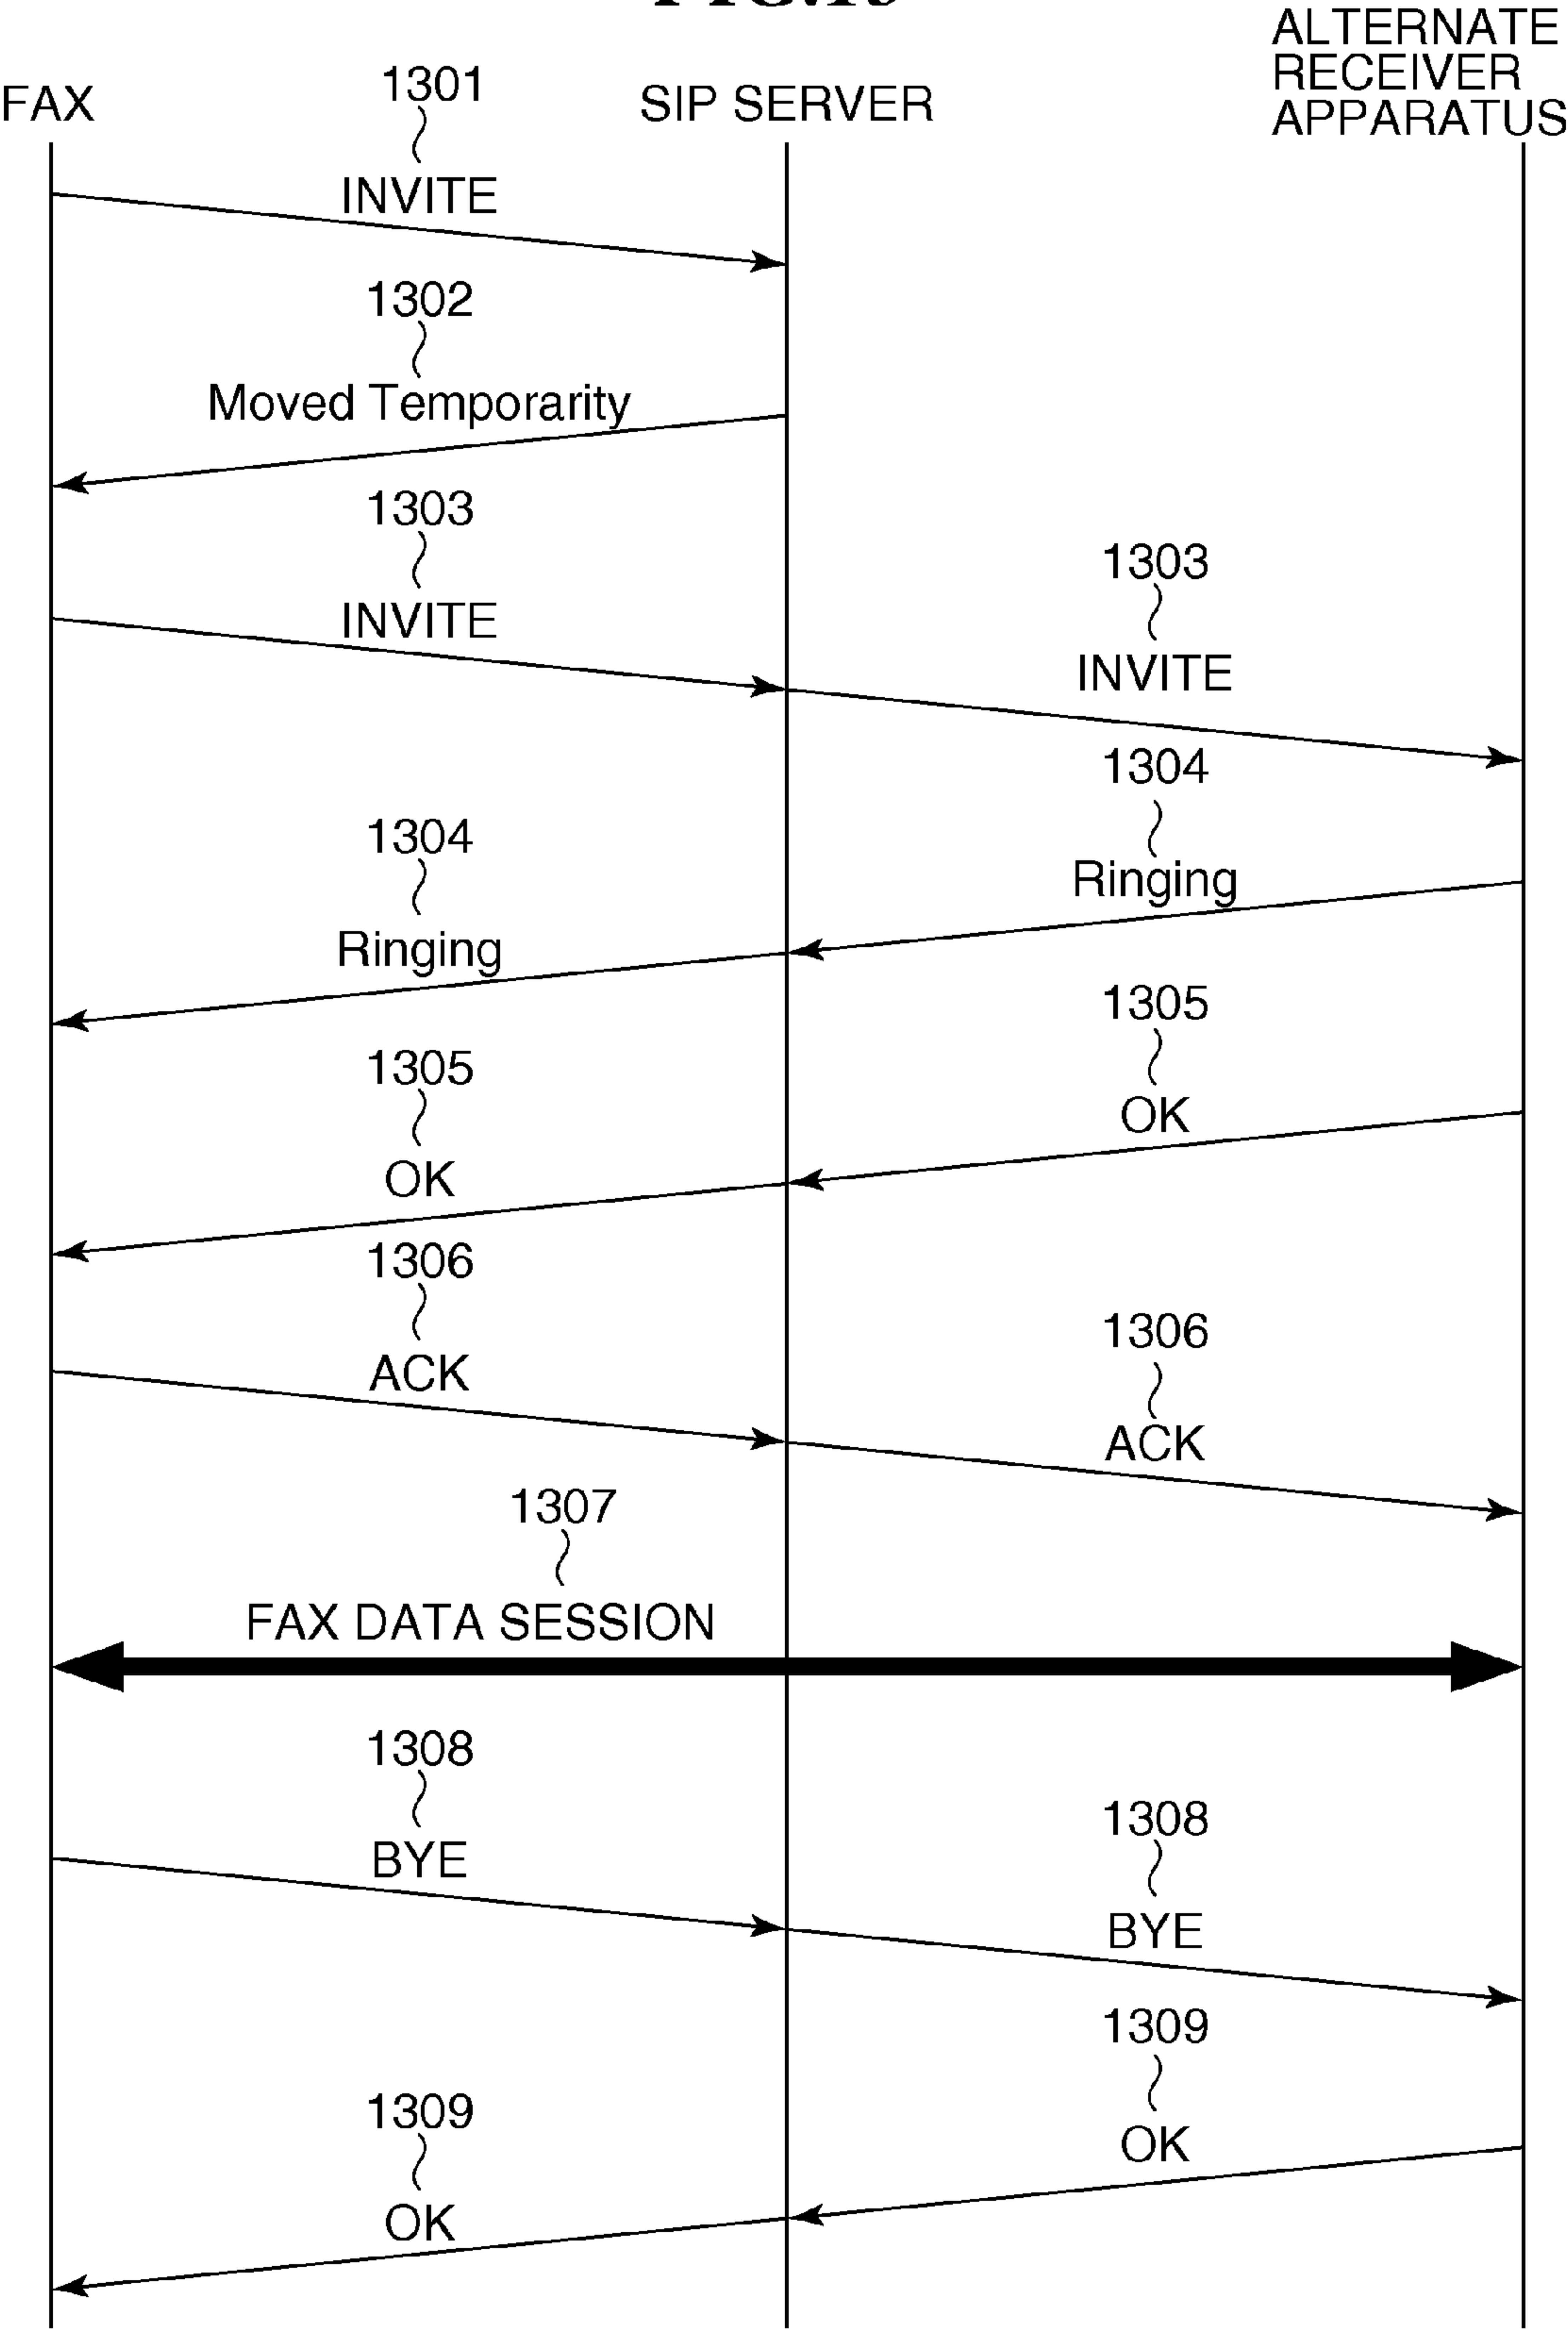 FAX
1301
SIP SERVER
ALTERNATE
RECEIVER
APPARATUS
INVITE
1302
Moved Temporarity
1303
INVITE
1303
INVITE
1304
Ringing
1304
Ringing
1305
OK
1305
OK
1306
ACK
1306
ACK
1307
FAX DATA SESSION
1308
BYE
1308
BYE
1309
OK
1309
OK